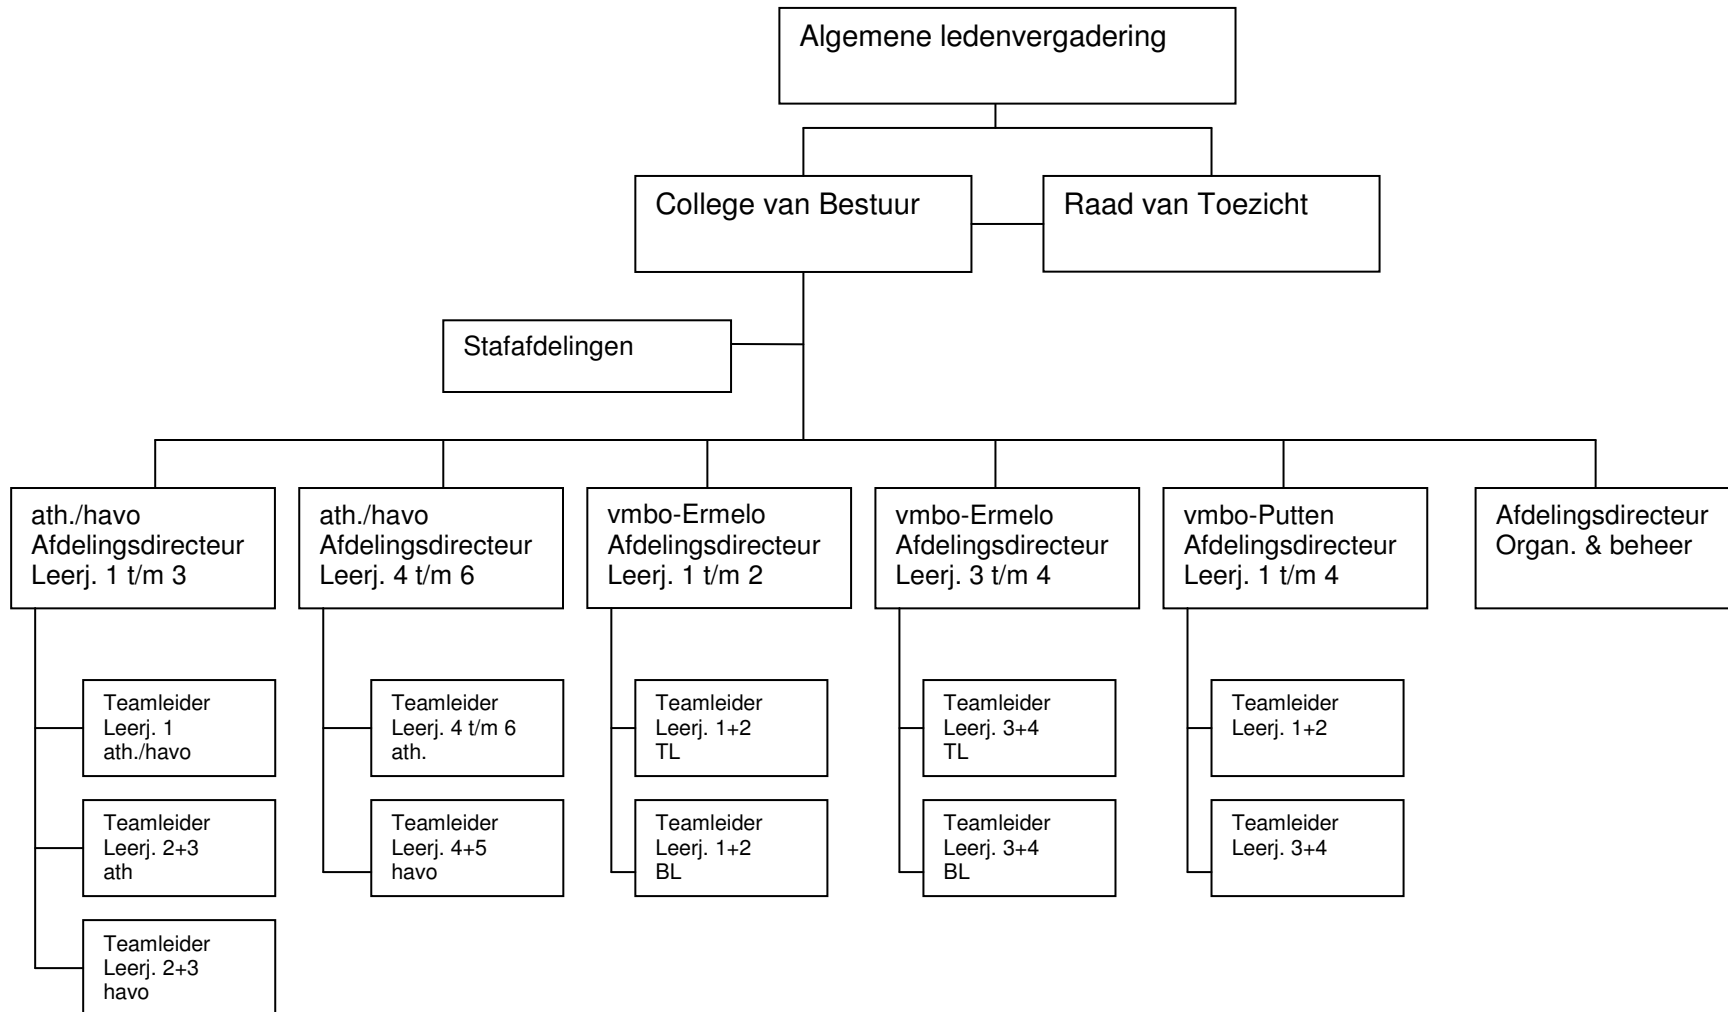 Algemene ledenvergadering
College van Bestuur
Raad van Toezicht
Stafafdelingen
ath./havo
Afdelingsdirecteur
Leerj. 1 t/m 3
ath./havo
Afdelingsdirecteur
Leerj. 4 t/m 6
vmbo-Ermelo
Afdelingsdirecteur
Leerj. 1 t/m 2
vmbo-Ermelo
Afdelingsdirecteur
Leerj. 3 t/m 4
vmbo-Putten
Afdelingsdirecteur
Leerj. 1 t/m 4
Afdelingsdirecteur
Organ. & beheer
Teamleider
Leerj. 1
ath./havo
Teamleider
Leerj. 4 t/m 6
ath.
Teamleider
Leerj. 1+2
TL
Teamleider
Leerj. 3+4
TL
Teamleider
Leerj. 1+2
Teamleider
Leerj. 2+3
ath
Teamleider
Leerj. 4+5
havo
Teamleider
Leerj. 1+2
BL
Teamleider
Leerj. 3+4
BL
Teamleider
Leerj. 3+4
Teamleider
Leerj. 2+3
havo